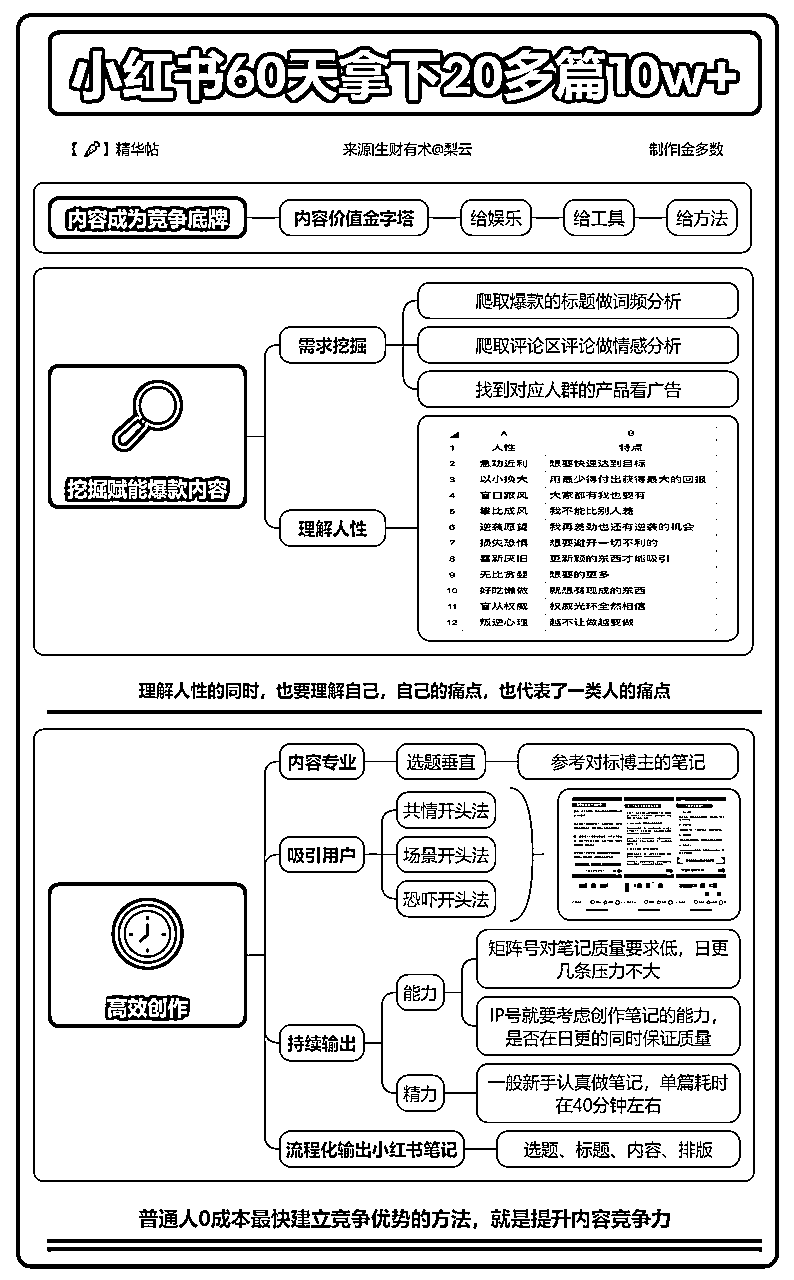 小红书60天拿下20多篇10w+
【🖊】精华帖
来源|生财有术@梨云
制作|金多数
内容成为竞争底牌
内容价值金字塔
给娱乐
给工具
给方法
挖掘赋能爆款内容
需求挖掘
爬取爆款的标题做词频分析
爬取评论区评论做情感分析
找到对应人群的产品看广告
理解人性
A B
1 人性 特点
2 急功近利 想要快速达到目标
3 以小换大 用最少得付出获得最大的回报
4 盲目跟风 大家都有我也要有
5 攀比成风 我不能比别人差
6 逆袭愿望 我再差劲也还有逆袭的机会
7 损失恐惧 想要避开一切不利的
8 喜新厌旧 更新颖的东西才能吸引
9 无比贪婪 想要的更多
10 好吃懒做 就想有现成的东西
11 盲从权威 权威光环全然相信
12 叛逆心理 越不让做越要做
理解人性的同时，也要理解自己，自己的痛点，也代表了一类人的痛点
高效创作
内容专业
选题垂直
参考对标博主的笔记
吸引用户
共情开头法
场景开头法
恐吓开头法
持续输出
能力
矩阵号对笔记质量要求低，日更
几条压力不大
IP号就要考虑创作笔记的能力，
是否在日更的同时保证质量
精力
一般新手认真做笔记，单篇耗时
在40分钟左右
流程化输出小红书笔记
选题、标题、内容、排版
普通人0成本最快建立竞争优势的方法，就是提升内容竞争力